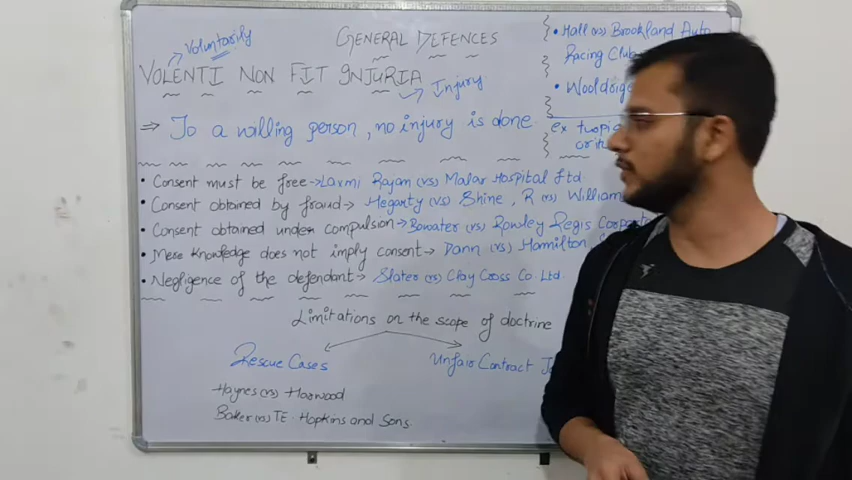 Voluntarily
GENERAL DEFENCES
VOLENTI NON FIT INJURIA
Injury
⇒ To a willing person, no injury is done.
• Hall (vs) Brookland Auto
Racing Club
• Wooldrige
ex turpi
oritu
• Consent must be free → Laxmi Rajan (vs) Malar Hospital Ltd
• Consent obtained by fraud → Hegarty (vs) Shine, R (vs) William
• Consent obtained under compulsion → Bowater (vs) Rowley Regis Corporat
• Mere knowledge does not imply consent → Dann (vs) Hamilton
• Negligence of the defendant → Slater (vs) Clay Cross Co. Ltd.
Limitations on the scope of doctrine
Rescue Cases
Unfair Contract
Haynes (vs) Harwood
Baker (vs) TE. Hopkins and Sons.